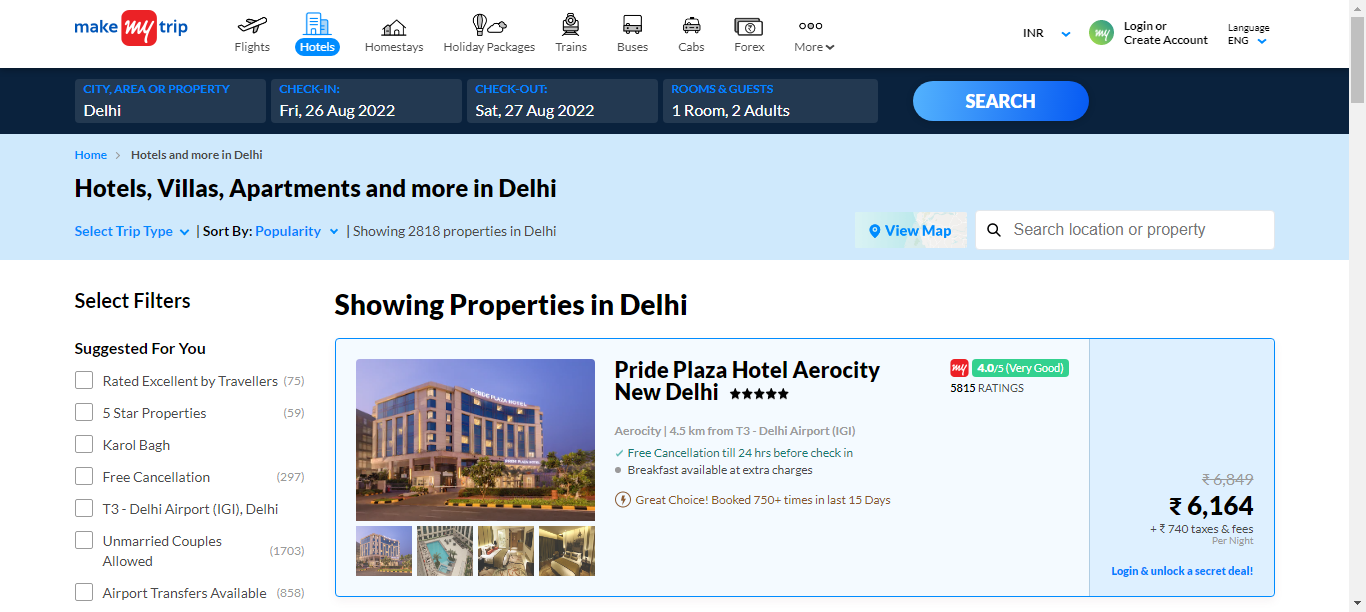 make my trip
Flights
Hotels
Homestays
Holiday Packages
Trains
Buses
Cabs
Forex
More
INR
my
Login or
Create Account
Language
ENG
CITY, AREA OR PROPERTY
Delhi
CHECK-IN:
Fri, 26 Aug 2022
CHECK-OUT:
Sat, 27 Aug 2022
ROOMS & GUESTS
1 Room, 2 Adults
SEARCH
Home > Hotels and more in Delhi
Hotels, Villas, Apartments and more in Delhi
Select Trip Type | Sort By: Popularity | Showing 2818 properties in Delhi
View Map
Search location or property
Select Filters
Suggested For You
Rated Excellent by Travellers (75)
5 Star Properties (59)
Karol Bagh
Free Cancellation (297)
T3 - Delhi Airport (IGI), Delhi
Unmarried Couples
Allowed (1703)
Airport Transfers Available (858)
Showing Properties in Delhi
PRIDE PLAZA HOTEL
Pride Plaza Hotel Aerocity
New Delhi ★★★★★
my 4.0/5 (Very Good)
5815 RATINGS
Aerocity | 4.5 km from T3 - Delhi Airport (IGI)
✓ Free Cancellation till 24 hrs before check in
● Breakfast available at extra charges
Great Choice! Booked 750+ times in last 15 Days
₹ 6,849
₹ 6,164
+ ₹ 740 taxes & fees
Per Night
Login & unlock a secret deal!